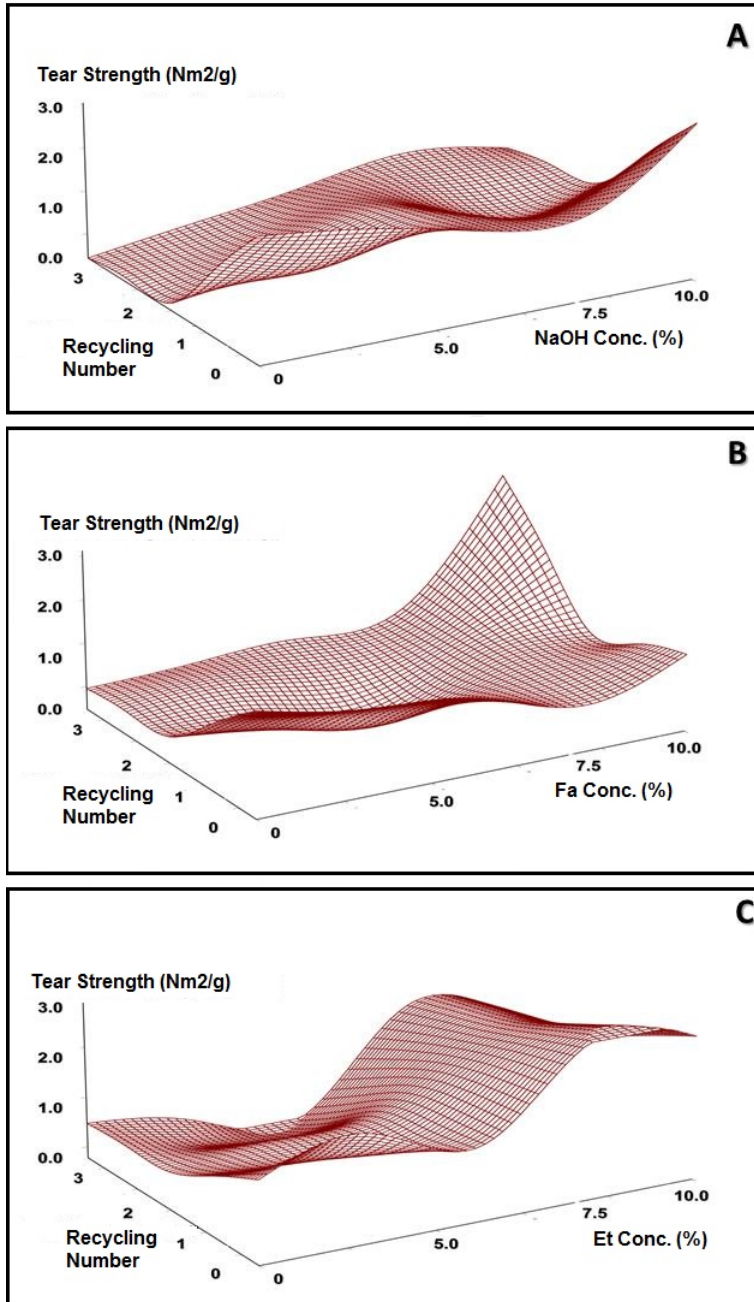 A
Tear Strength (Nm2/g)
3.0
2.0
1.0
0.0
3
2
1
0
Recycling
Number
0
5.0
7.5
10.0
NaOH Conc. (%)
B
Tear Strength (Nm2/g)
3.0
2.0
1.0
0.0
3
2
1
0
Recycling
Number
0
5.0
7.5
10.0
Fa Conc. (%)
C
Tear Strength (Nm2/g)
3.0
2.0
1.0
0.0
3
2
1
0
Recycling
Number
0
5.0
7.5
10.0
Et Conc. (%)